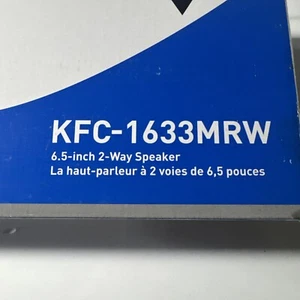 KFC-1633MRW
6.5-inch 2-Way Speaker
La haut-parleur à 2 voies de 6,5 pouces